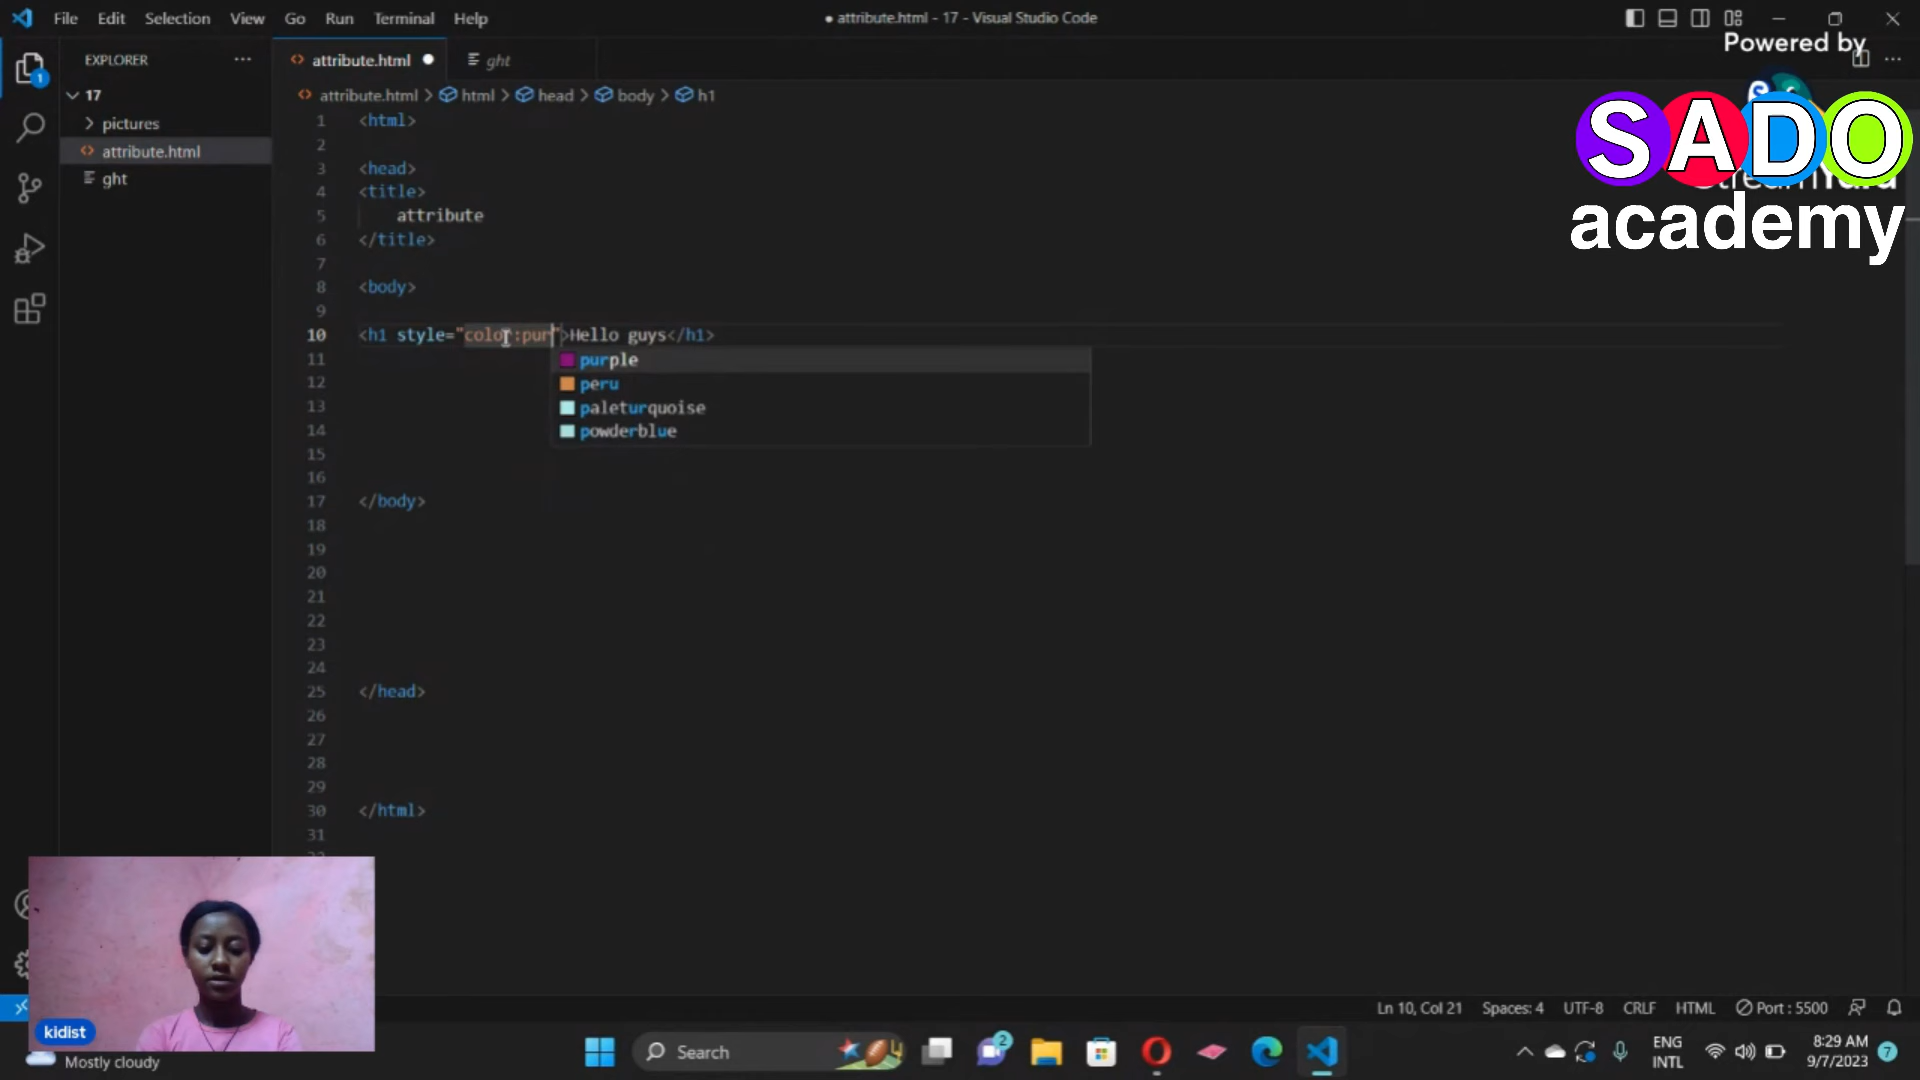 File Edit Selection View Go Run Terminal Help
● attribute.html - 17 - Visual Studio Code
Powered by
SADO
academy
EXPLORER
attribute.html
ght
17
pictures
attribute.html
ght
attribute.html > html > head > body > h1
1 <html>
2
3 <head>
4 <title>
5 attribute
6 </title>
7
8 <body>
9
10 <h1 style="color:pur">Hello guys</h1>
purple
peru
paleturquoise
powderblue
11
12
13
14
15
16
17 </body>
18
19
20
21
22
23
24
25 </head>
26
27
28
29
30 </html>
31
kidist
Ln 10, Col 21 Spaces: 4 UTF-8 CRLF HTML Port : 5500
Mostly cloudy
Search
2
ENG
INTL
8:29 AM
9/7/2023
7
1